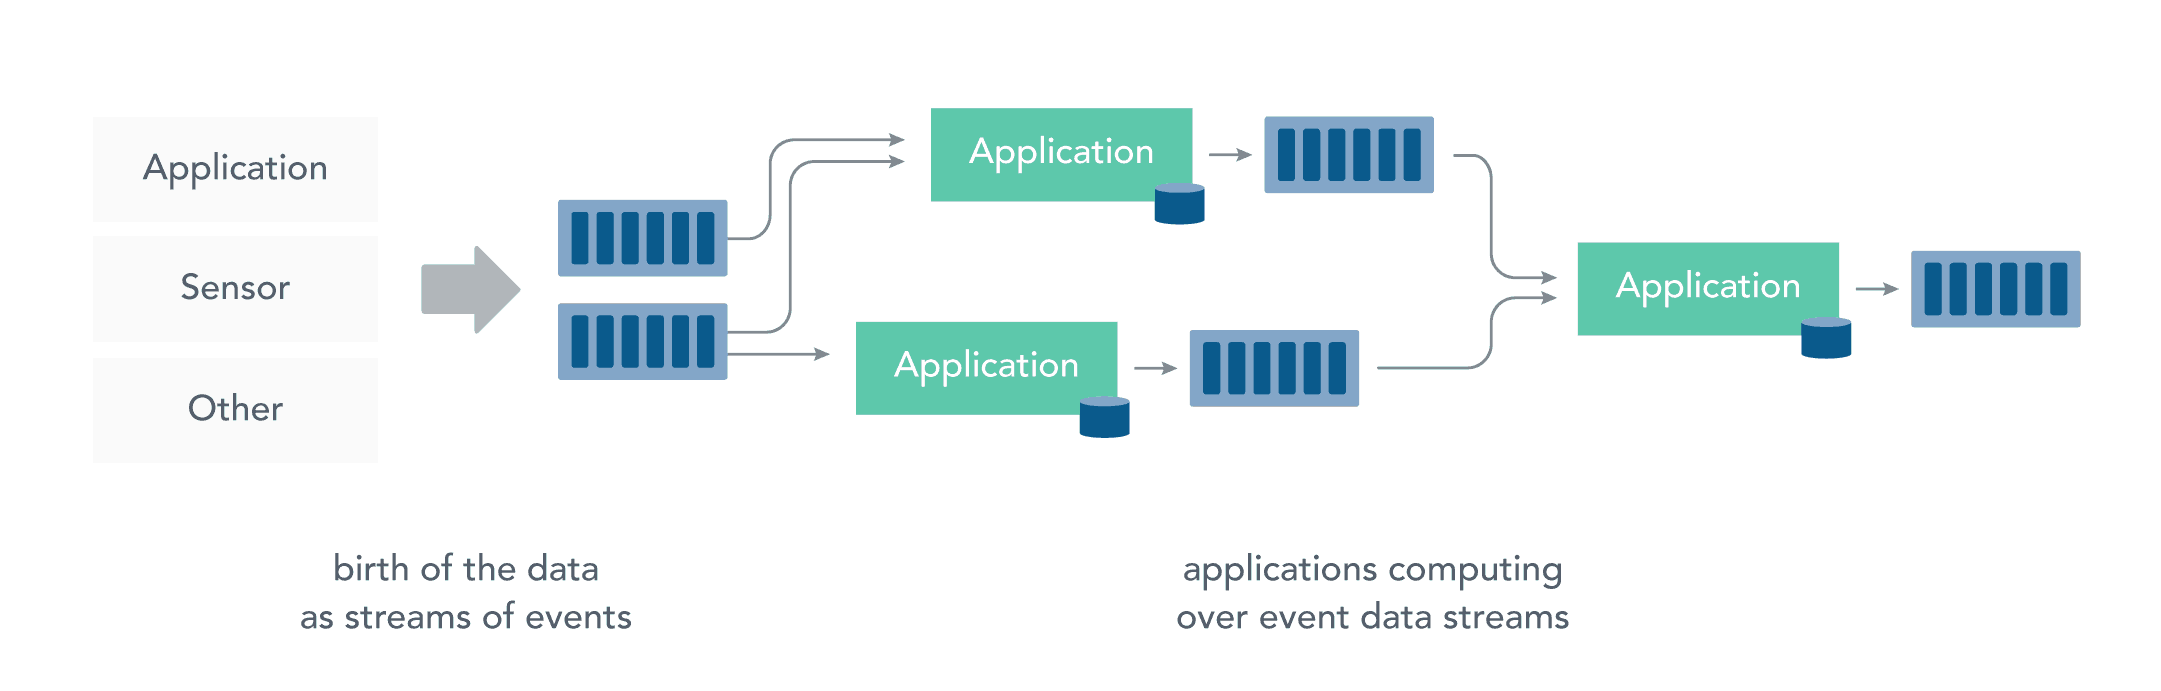 Application
Sensor
Other
Application
Application
Application
birth of the data
as streams of events
applications computing
over event data streams